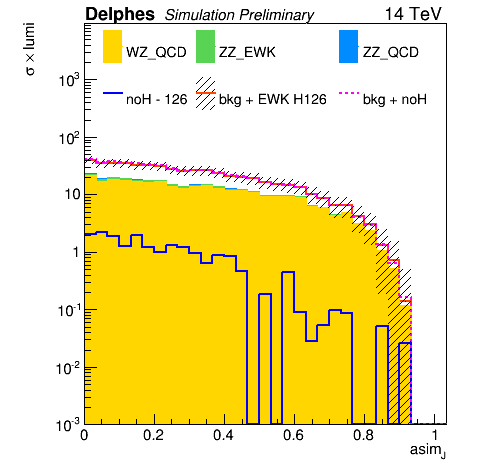 Delphes Simulation Preliminary 14 TeV
σ × lumi
WZ_QCD ZZ_EWK ZZ_QCD
noH - 126 bkg + EWK H126 bkg + noH
10³
10²
10
1
10⁻¹
10⁻²
10⁻³
0 0.2 0.4 0.6 0.8 1
asim_J